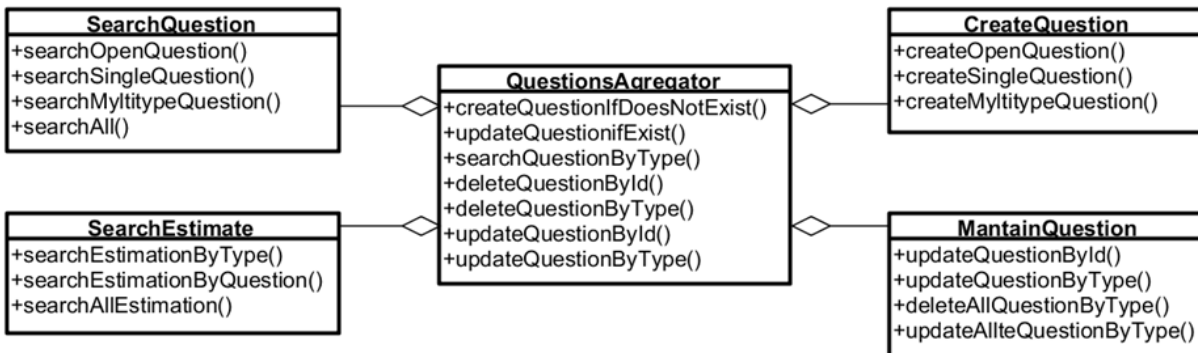 SearchQuestion
+searchOpenQuestion()
+searchSingleQuestion()
+searchMyltitypeQuestion()
+searchAll()
QuestionsAgregator
+createQuestionIfDoesNotExist()
+updateQuestionifExist()
+searchQuestionByType()
+deleteQuestionById()
+deleteQuestionByType()
+updateQuestionById()
+updateQuestionByType()
CreateQuestion
+createOpenQuestion()
+createSingleQuestion()
+createMyltitypeQuestion()
SearchEstimate
+searchEstimationByType()
+searchEstimationByQuestion()
+searchAllEstimation()
MantainQuestion
+updateQuestionById()
+updateQuestionByType()
+deleteAllQuestionByType()
+updateAllteQuestionByType()